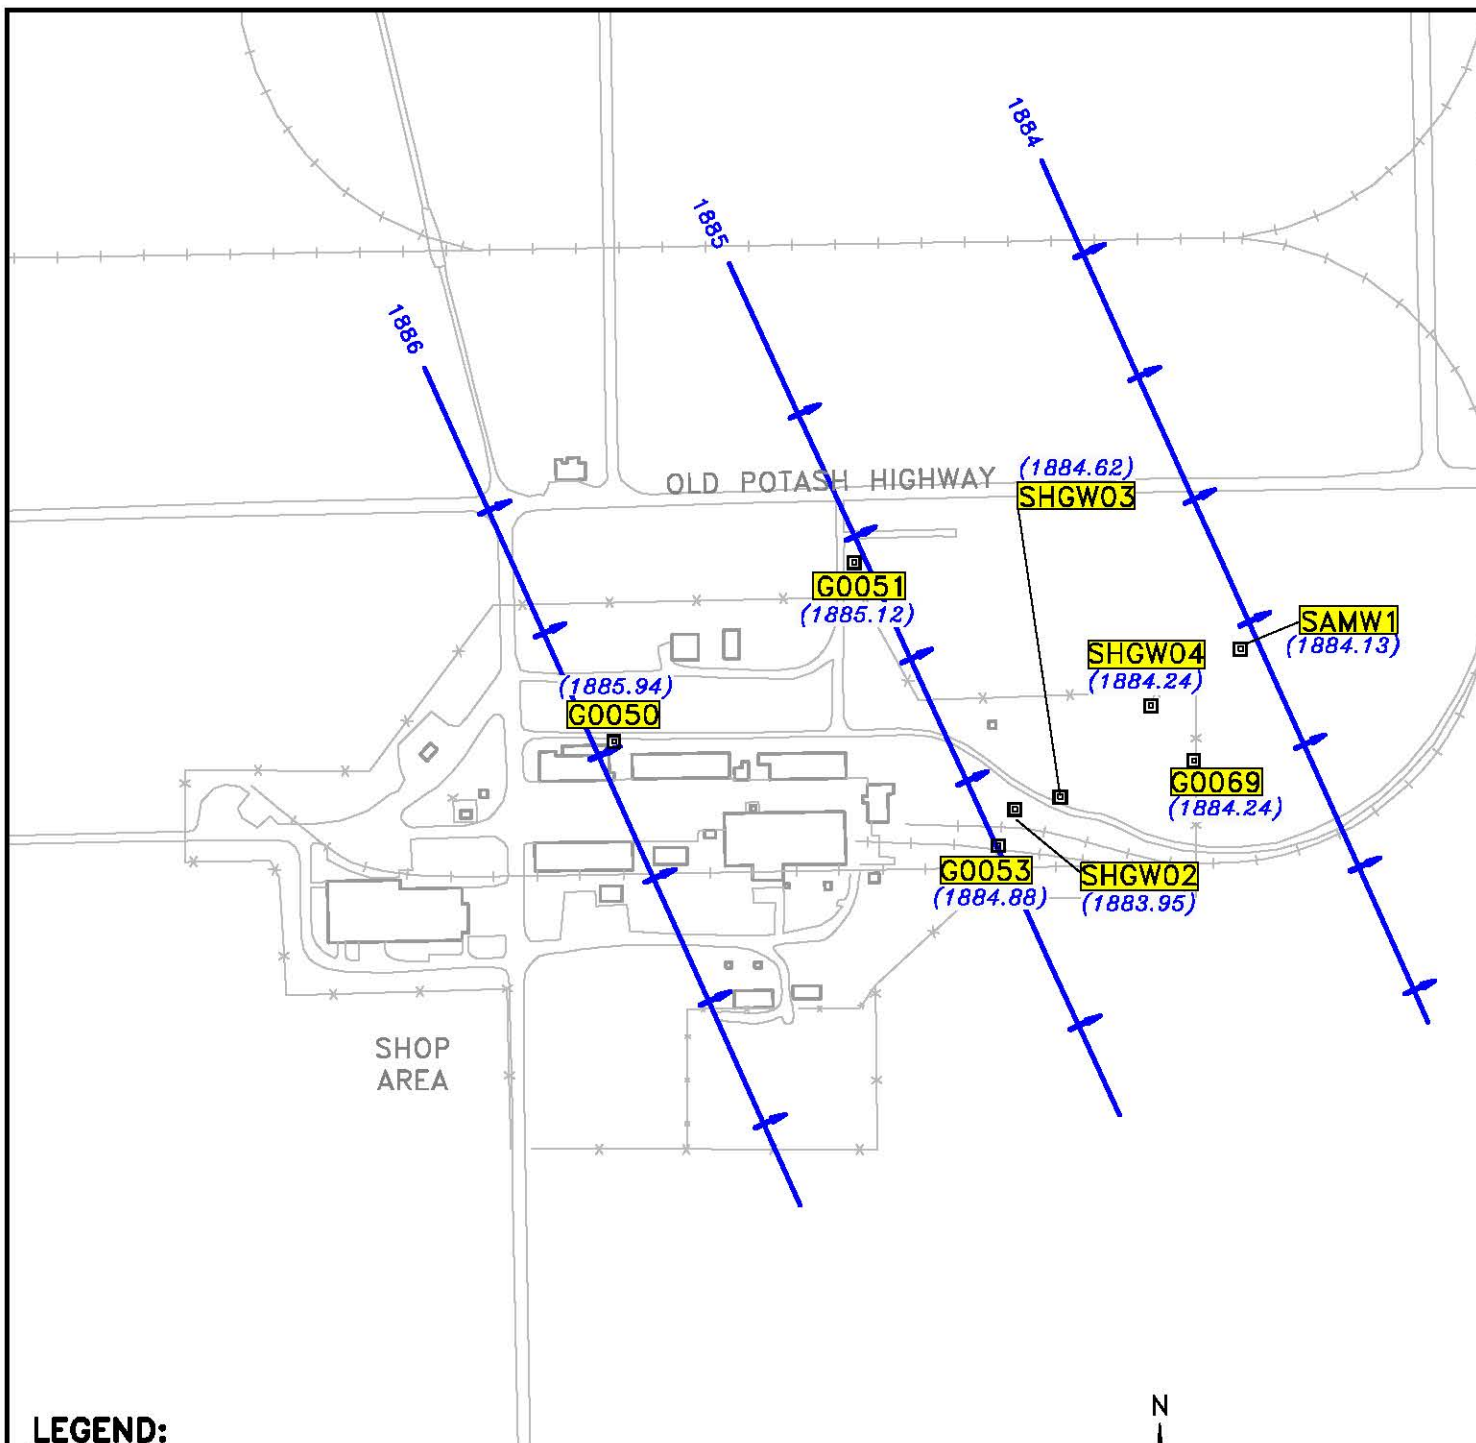 1884
1885
1886
OLD POTASH HIGHWAY
(1884.62)
SHGW03
G0051
(1885.12)
SAMW1
(1884.13)
SHGW04
(1884.24)
(1885.94)
G0050
G0069
(1884.24)
G0053
(1884.88)
SHGW02
(1883.95)
SHOP
AREA
N
LEGEND: